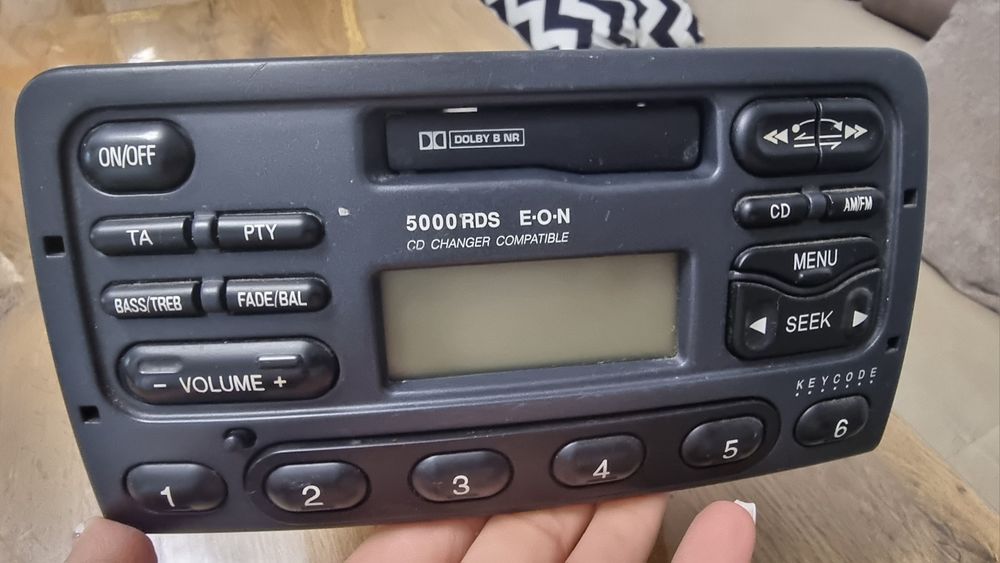 ON/OFF
DOLBY B NR
TA
PTY
5000 RDS E·O·N
CD CHANGER COMPATIBLE
CD
AM/FM
BASS/TREB
FADE/BAL
MENU
SEEK
- VOLUME +
KEYCODE
1
2
3
4
5
6